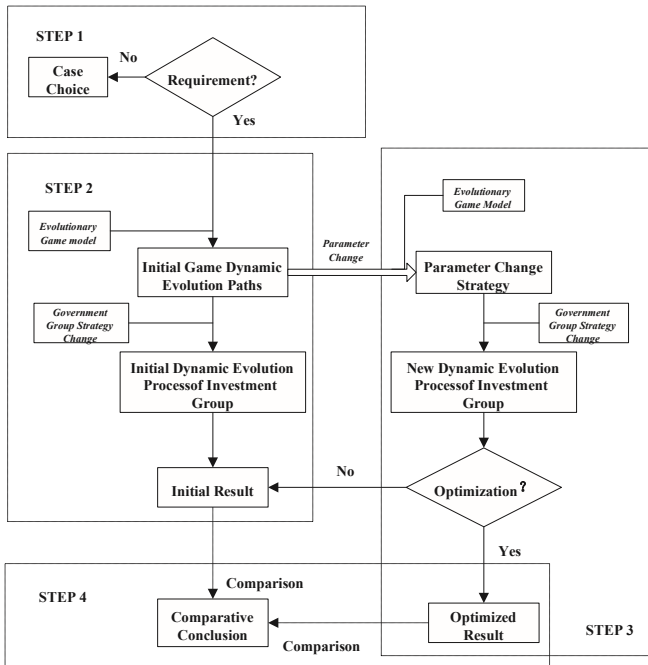 STEP 1
No
Case
Choice
Requirement?
Yes
STEP 2
Evolutionary
Game model
Initial Game Dynamic
Evolution Paths
Government
Group Strategy
Change
Initial Dynamic Evolution
Processof Investment
Group
Initial Result
Parameter
Change
Evolutionary
Game Model
Parameter Change
Strategy
Government
Group Strategy
Change
New Dynamic Evolution
Processof Investment
Group
No
Optimization?
Yes
STEP 3
STEP 4
Comparison
Comparative
Conclusion
Comparison
Optimized
Result